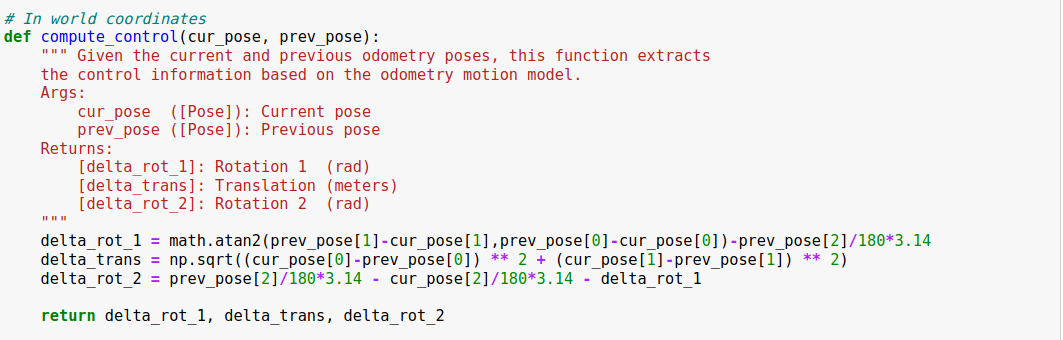 # In world coordinates
def compute_control(cur_pose, prev_pose):
    """ Given the current and previous odometry poses, this function extracts
    the control information based on the odometry motion model.
    Args:
        cur_pose  ([Pose]): Current pose
        prev_pose ([Pose]): Previous pose
    Returns:
        [delta_rot_1]: Rotation 1  (rad)
        [delta_trans]: Translation (meters)
        [delta_rot_2]: Rotation 2  (rad)
    """
    delta_rot_1 = math.atan2(prev_pose[1]-cur_pose[1],prev_pose[0]-cur_pose[0])-prev_pose[2]/180*3.14
    delta_trans = np.sqrt((cur_pose[0]-prev_pose[0]) ** 2 + (cur_pose[1]-prev_pose[1]) ** 2)
    delta_rot_2 = prev_pose[2]/180*3.14 - cur_pose[2]/180*3.14 - delta_rot_1
    return delta_rot_1, delta_trans, delta_rot_2